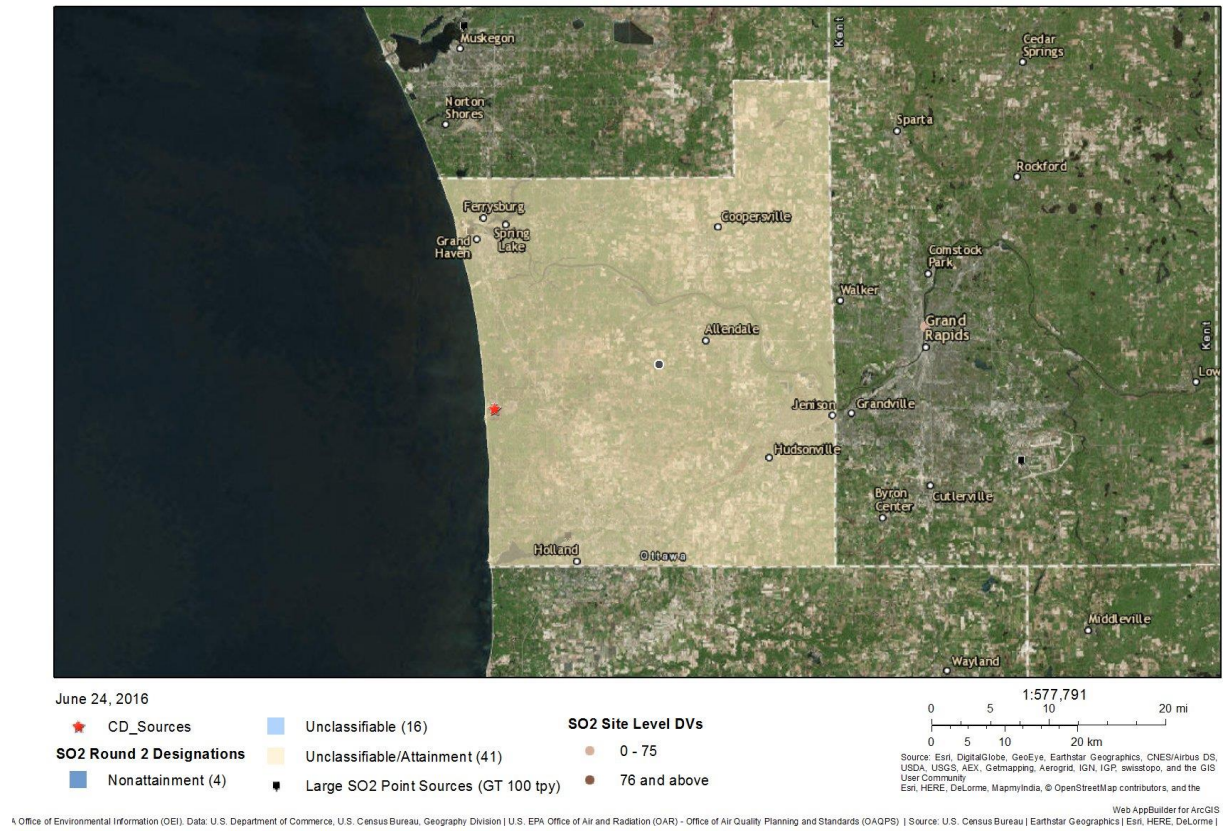 Muskegon
Kent
Cedar
Springs
Norton
Shores
Sparta
Rockford
Ferrysburg
Coopersville
Grand
Haven
Spring
Lake
Comstock
Park
Walker
Grand
Rapids
Allendale
Kent
Low
Jenison
Grandville
Hudsonville
Byron
Center
Cutlerville
Holland
Ottawa
Middleville
Wayland
June 24, 2016
CD_Sources
SO2 Round 2 Designations
Nonattainment (4)
Unclassifiable (16)
Unclassifiable/Attainment (41)
Large SO2 Point Sources (GT 100 tpy)
SO2 Site Level DVs
0 - 75
76 and above
1:577,791
0 5 10 20 mi
0 5 10 20 km
Source: Esri, DigitalGlobe, GeoEye, Earthstar Geographics, CNES/Airbus DS,
USDA, USGS, AEX, Getmapping, Aerogrid, IGN, IGP, swisstopo, and the GIS
User Community
Esri, HERE, DeLorme, MapmyIndia, © OpenStreetMap contributors, and the
Web AppBuilder for ArcGIS
Office of Environmental Information (OEI). Data: U.S. Department of Commerce, U.S. Census Bureau, Geography Division | U.S. EPA Office of Air and Radiation (OAR) - Office of Air Quality Planning and Standards (OAQPS) | Source: U.S. Census Bureau | Earthstar Geographics | Esri, HERE, DeLorme |